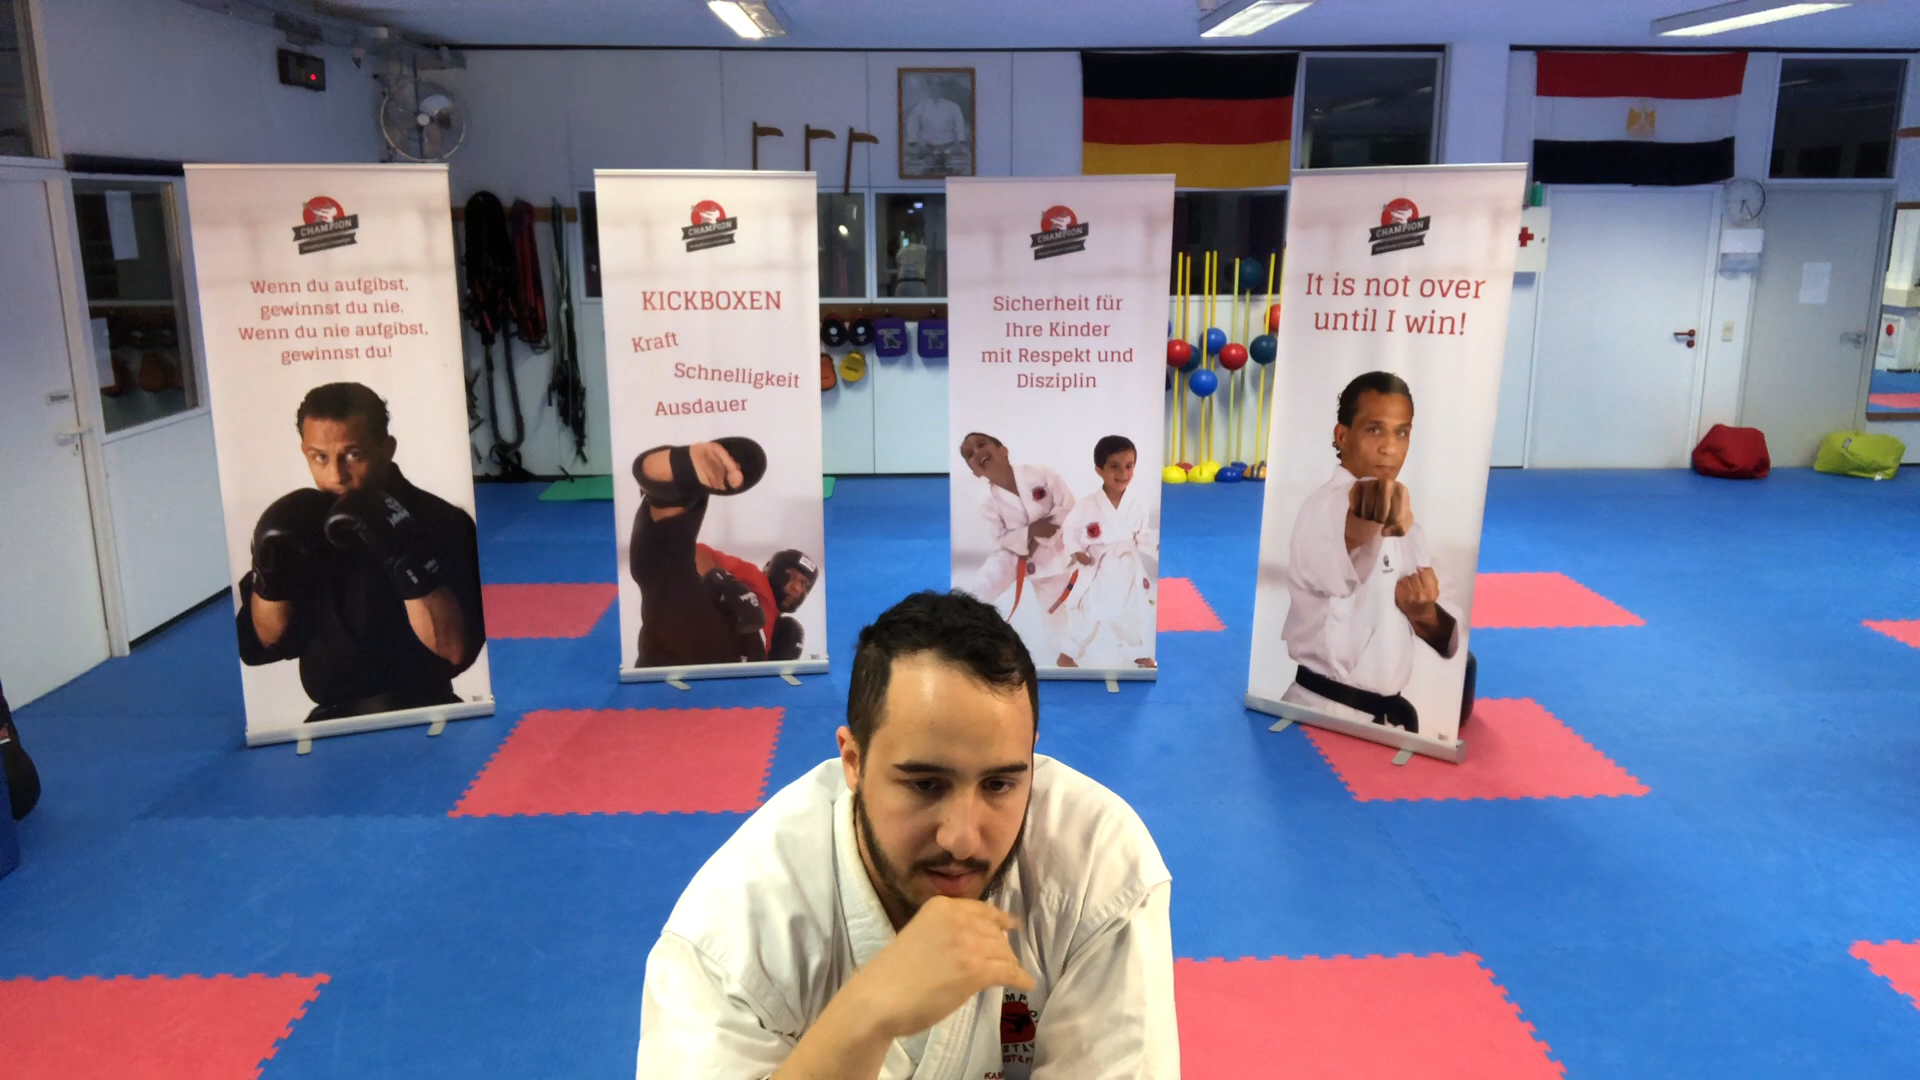 CHAMPION
Wenn du aufgibst,
gewinnst du nie.
Wenn du nie aufgibst,
gewinnst du!
CHAMPION
KICKBOXEN
Kraft
Schnelligkeit
Ausdauer
CHAMPION
Sicherheit für
Ihre Kinder
mit Respekt und
Disziplin
CHAMPION
It is not over
until I win!